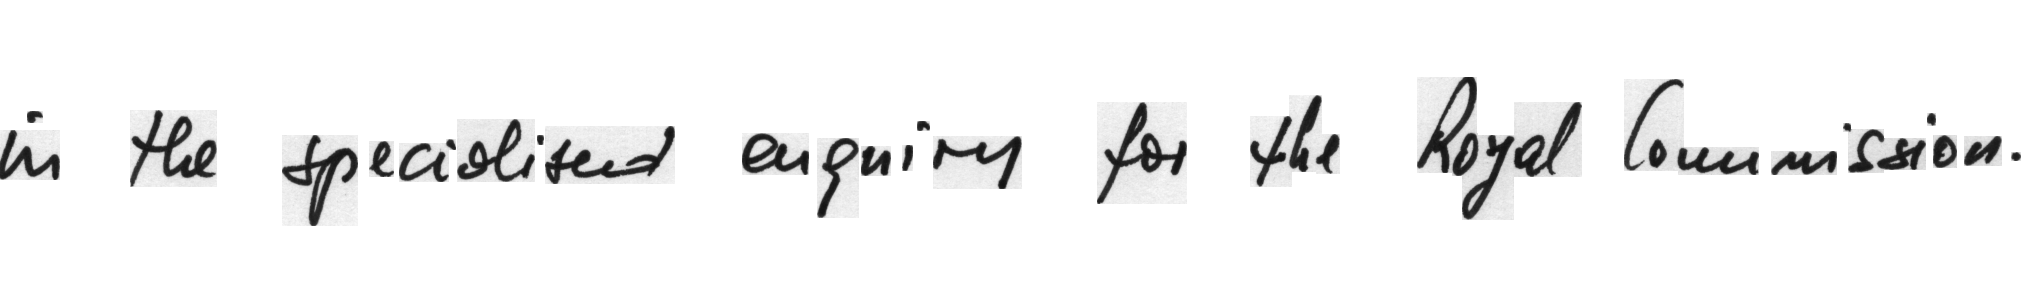 in the specialised enquiry for the Royal Commission.